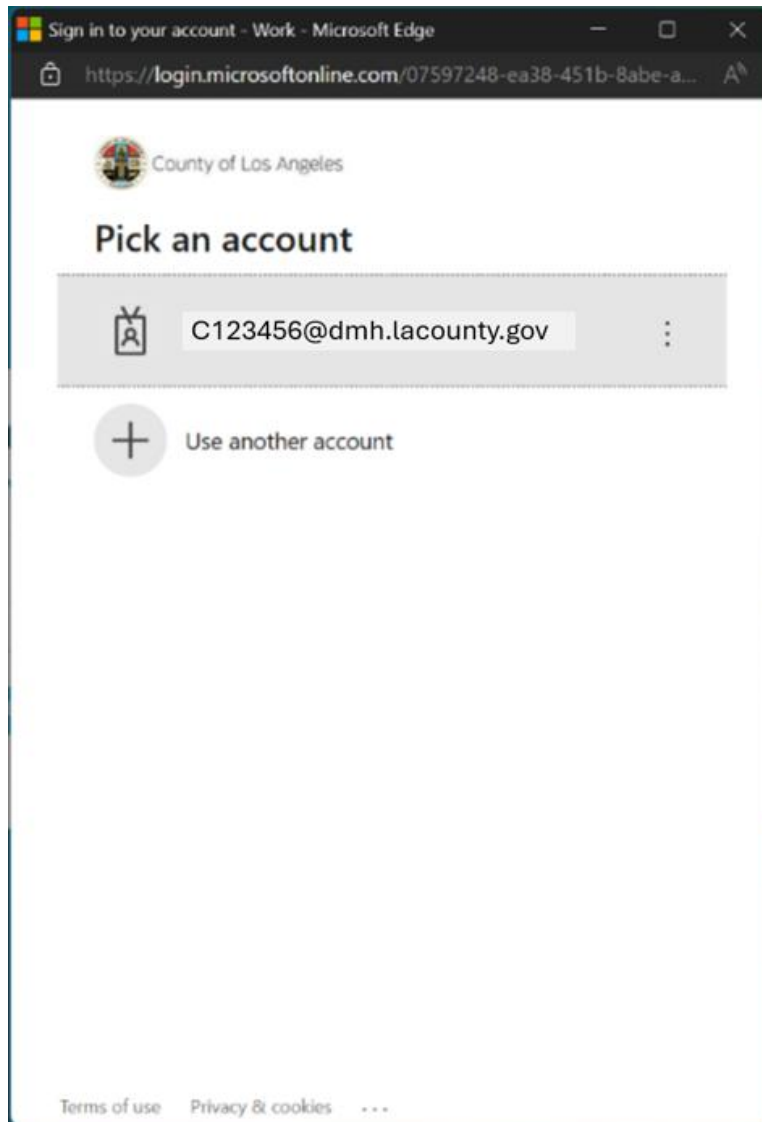 Sign in to your account - Work - Microsoft Edge
https://login.microsoftonline.com/07597248-ea38-451b-8abe-a...
County of Los Angeles
Pick an account
C123456@dmh.lacounty.gov
Use another account
Terms of use Privacy & cookies ...